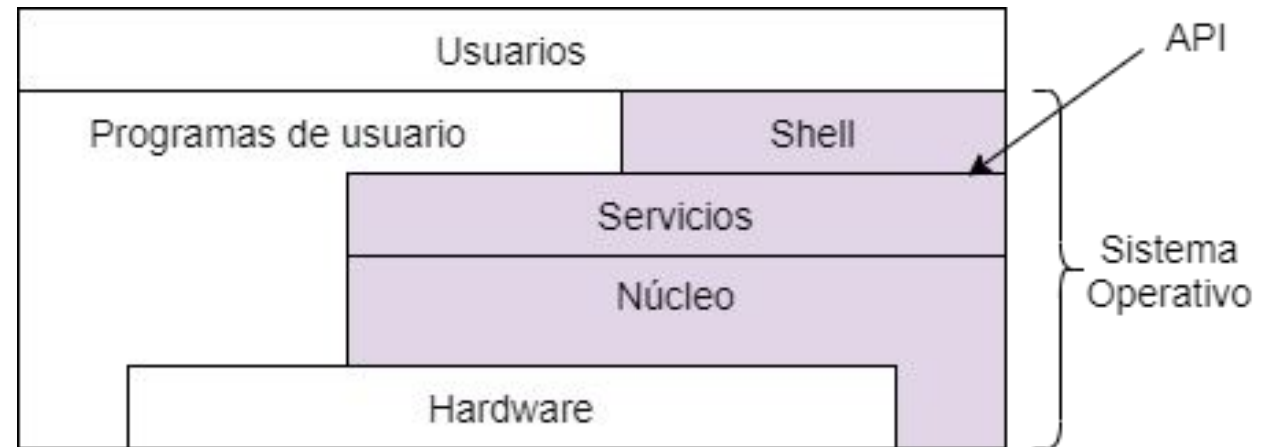 Usuarios
API
Programas de usuario
Shell
Servicios
Núcleo
Sistema
Operativo
Hardware